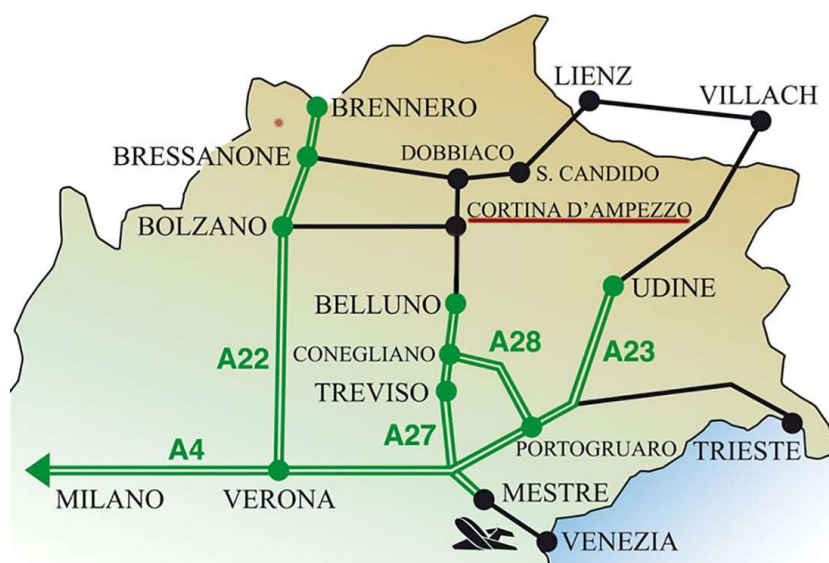 LIENZ
VILLACH
BRENNERO
BRESSANONE
DOBBIACO
S. CANDIDO
BOLZANO
CORTINA D'AMPEZZO
BELLUNO
UDINE
A22
CONEGLIANO
A28
A23
TREVISO
A27
PORTOGRUARO
TRIESTE
A4
MILANO
VERONA
MESTRE
VENEZIA